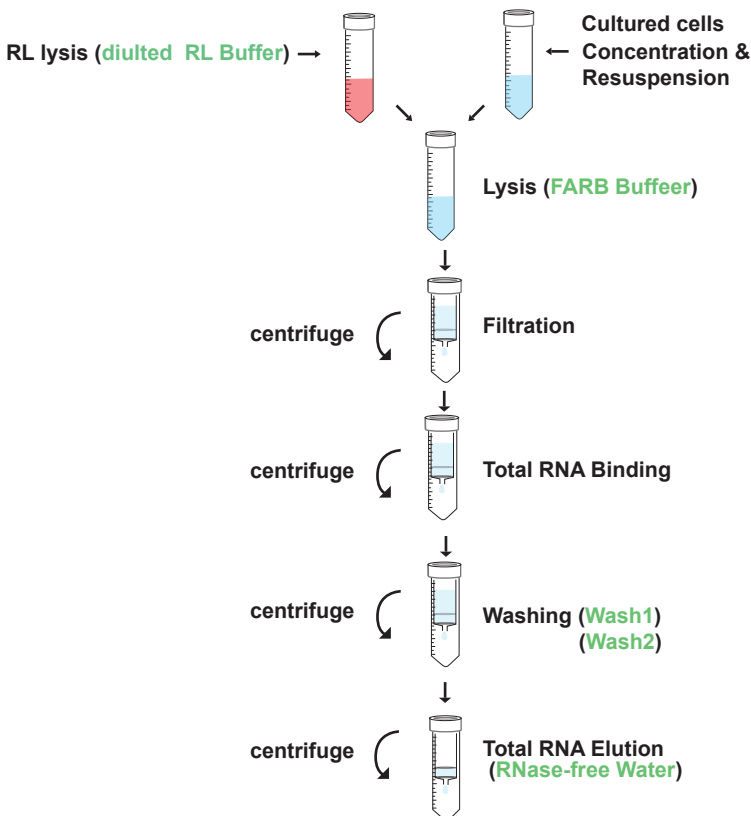 RL lysis (diulted RL Buffer)
Cultured cells
Concentration &
Resuspension
Lysis (FARB Buffeer)
centrifuge
Filtration
centrifuge
Total RNA Binding
centrifuge
Washing (Wash1)
(Wash2)
centrifuge
Total RNA Elution
(RNase-free Water)